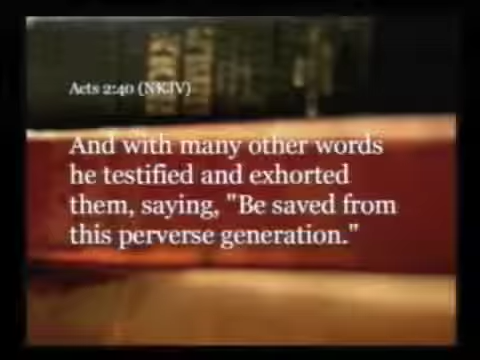 Acts 2:40 (NKJV)
And with many other words
he testified and exhorted
them, saying, "Be saved from
this perverse generation."